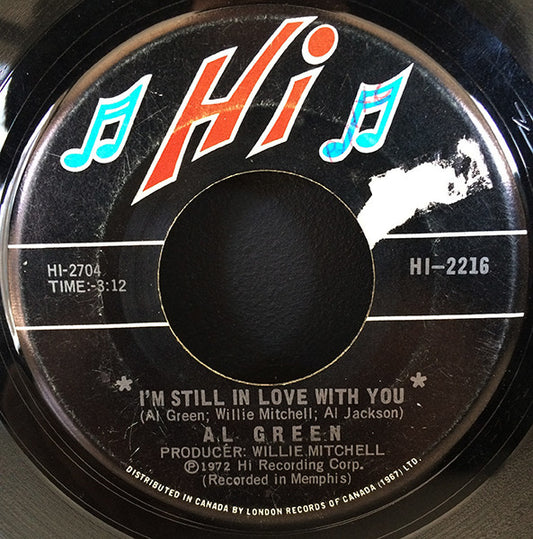 Hi
HI-2704
TIME:-3:12
HI-2216
* I'M STILL IN LOVE WITH YOU *
(Al Green; Willie Mitchell; Al Jackson)
AL GREEN
PRODUCER: WILLIE MITCHELL
Ⓟ1972 Hi Recording Corp.
(Recorded in Memphis)
DISTRIBUTED IN CANADA BY LONDON RECORDS OF CANADA (1967) LTD.